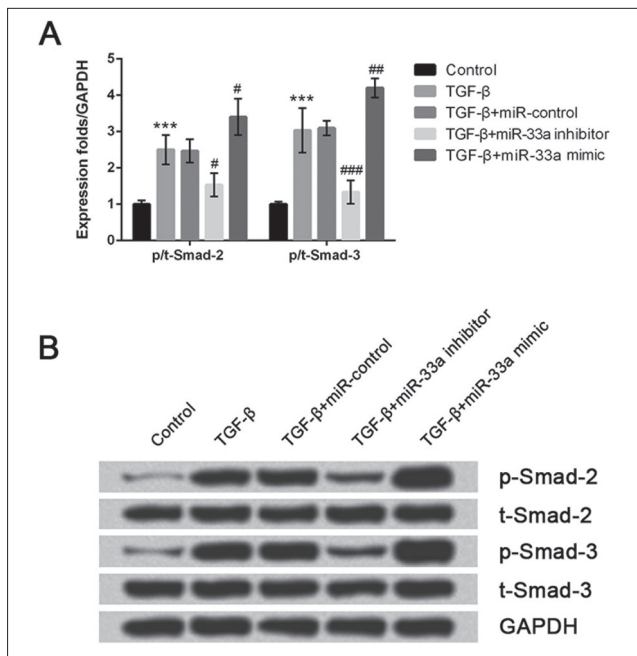 A
Expression folds/GAPDH
5
4
3
2
1
0
***
#
#
***
###
##
p/t-Smad-2
p/t-Smad-3
Control
TGF-β
TGF-β+miR-control
TGF-β+miR-33a inhibitor
TGF-β+miR-33a mimic
B
Control
TGF-β
TGF-β+miR-control
TGF-β+miR-33a inhibitor
TGF-β+miR-33a mimic
p-Smad-2
t-Smad-2
p-Smad-3
t-Smad-3
GAPDH